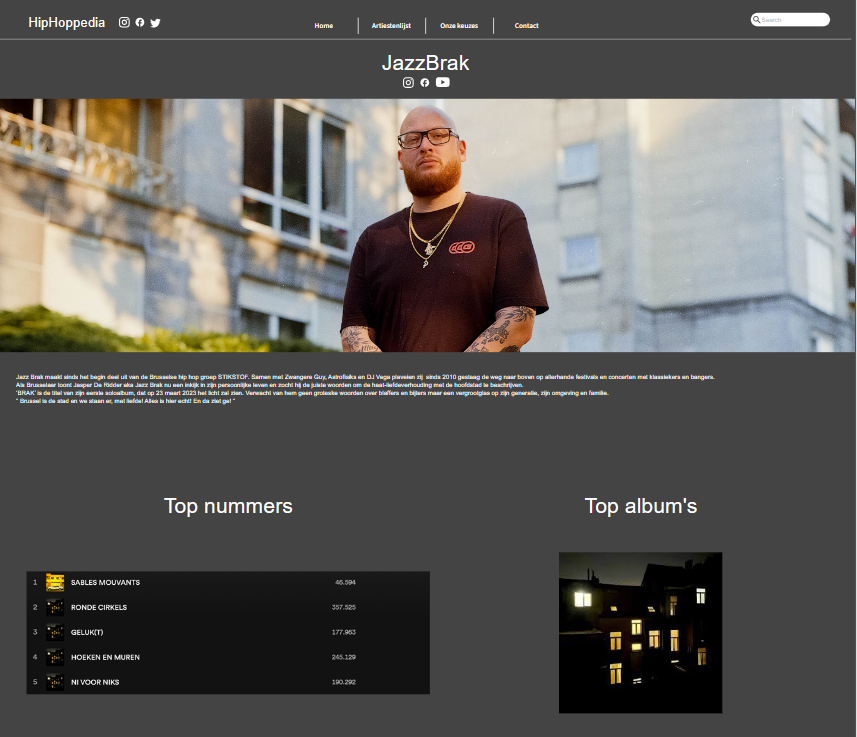 HipHoppedia
Home
Artiestenlijst
Onze keuzes
Contact
Search
JazzBrak
Jazz Brak maakt sinds het begin deel uit van de Brusselse hip hop groep STIKSTOF. Samen met Zwangere Guy, Astrofisiks en DJ Vega plaveien zij sinds 2010 gestaag de weg naar boven op allerhande festivals en concerten met klassiekers en bangers.
Als Brusselaar toont Jasper De Ridder aka Jazz Brak nu een inkijk in zijn persoonlijke leven en zocht hij de juiste woorden om de haat-liefdeverhouding met de hoofdstad te beschrijven.
'BRAK' is de titel van zijn eerste soloalbum, dat op 23 maart 2023 het licht zal zien. Verwacht van hem geen groteske woorden over blaffers en bijters maar een vergrootglas op zijn generatie, zijn omgeving en familie.
" Brussel is de stad en we staan er, met liefde! Alles is hier echt! En da ziet ge! "
Top nummers
Top album's
1 SABLES MOUVANTS 46.594
2 RONDE CIRKELS 357.525
3 GELUK(T) 177.963
4 HOEKEN EN MUREN 245.129
5 NI VOOR NIKS 190.292